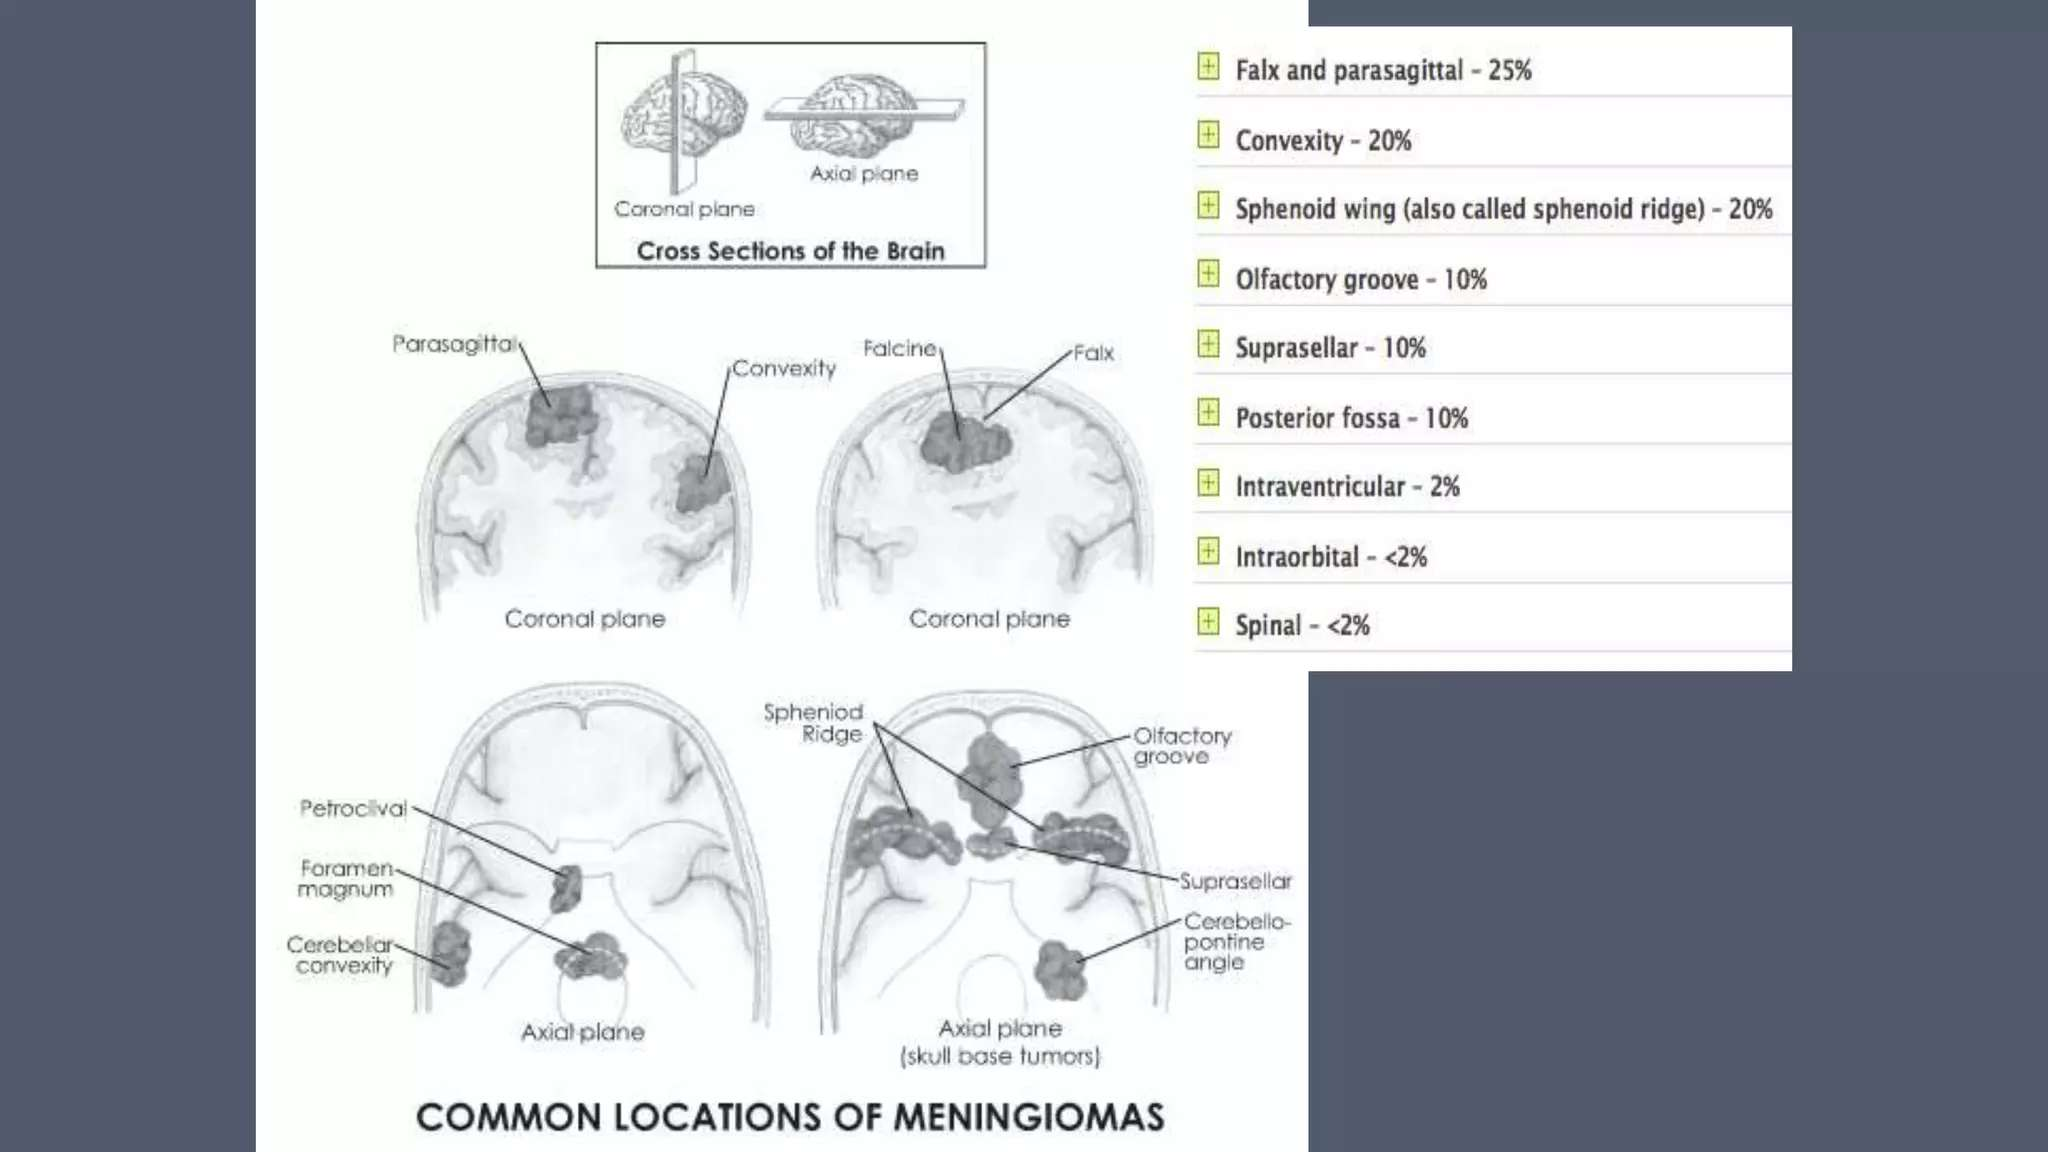 Coronal plane
Axial plane
Cross Sections of the Brain
Parasagittal
Convexity
Falcine
Falx
Coronal plane
Coronal plane
Petroclival
Foramen
magnum
Cerebellar
convexity
Axial plane
Spheniod
Ridge
Olfactory
groove
Suprasellar
Cerebello-
pontine
angle
Axial plane
(skull base tumors)
COMMON LOCATIONS OF MENINGIOMAS
Falx and parasagittal - 25%
Convexity - 20%
Sphenoid wing (also called sphenoid ridge) - 20%
Olfactory groove - 10%
Suprasellar - 10%
Posterior fossa - 10%
Intraventricular - 2%
Intraorbital - <2%
Spinal - <2%